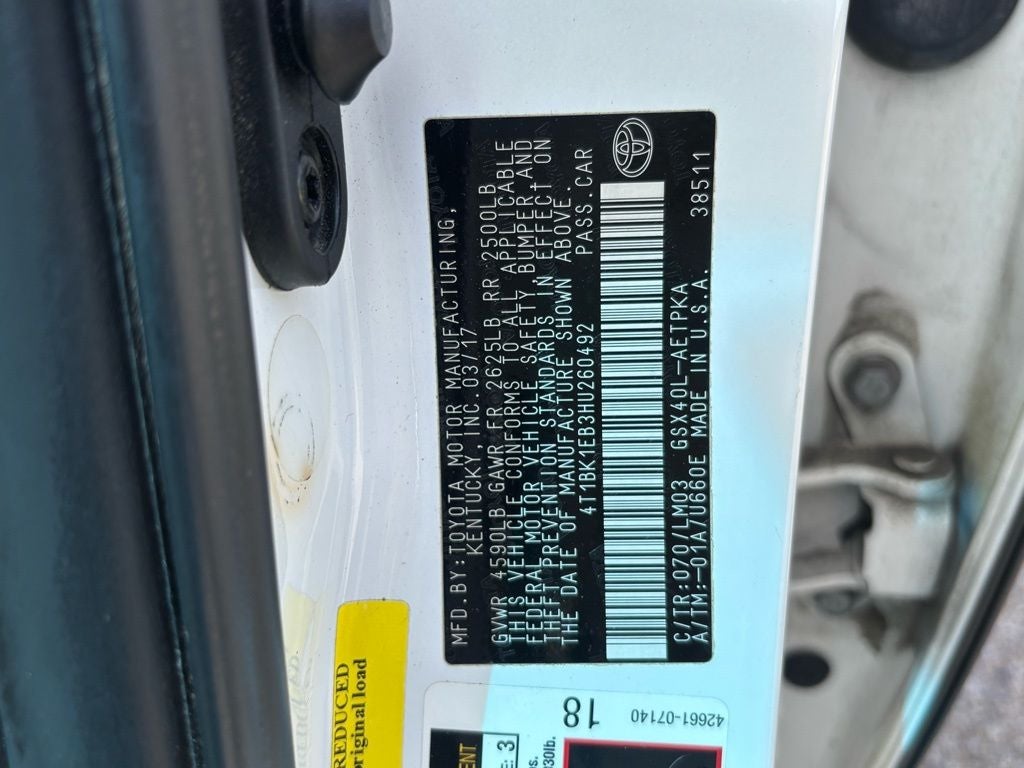 MFD.BY:TOYOTA MOTOR MANUFACTURING,
KENTUCKY,INC.03/17
GVWR 4590LB GAWR FR 2625LB RR 2500LB
THIS VEHICLE CONFORMS TO ALL APPLICABLE
FEDERAL MOTOR VEHICLE SAFETY,BUMPER,AND
THEFT PREVENTION STANDARDS IN EFFECT ON
THE DATE OF MANUFACTURE SHOWN ABOVE.
4T1BK1EB3HU260492 PASS.CAR
C/TR:070/LM03 GSX40L-AETPKA
A/TM:-01A/U660E MADE IN U.S.A. 38511
REDUCED
original load
18
42661-07140
: 3
30lb.